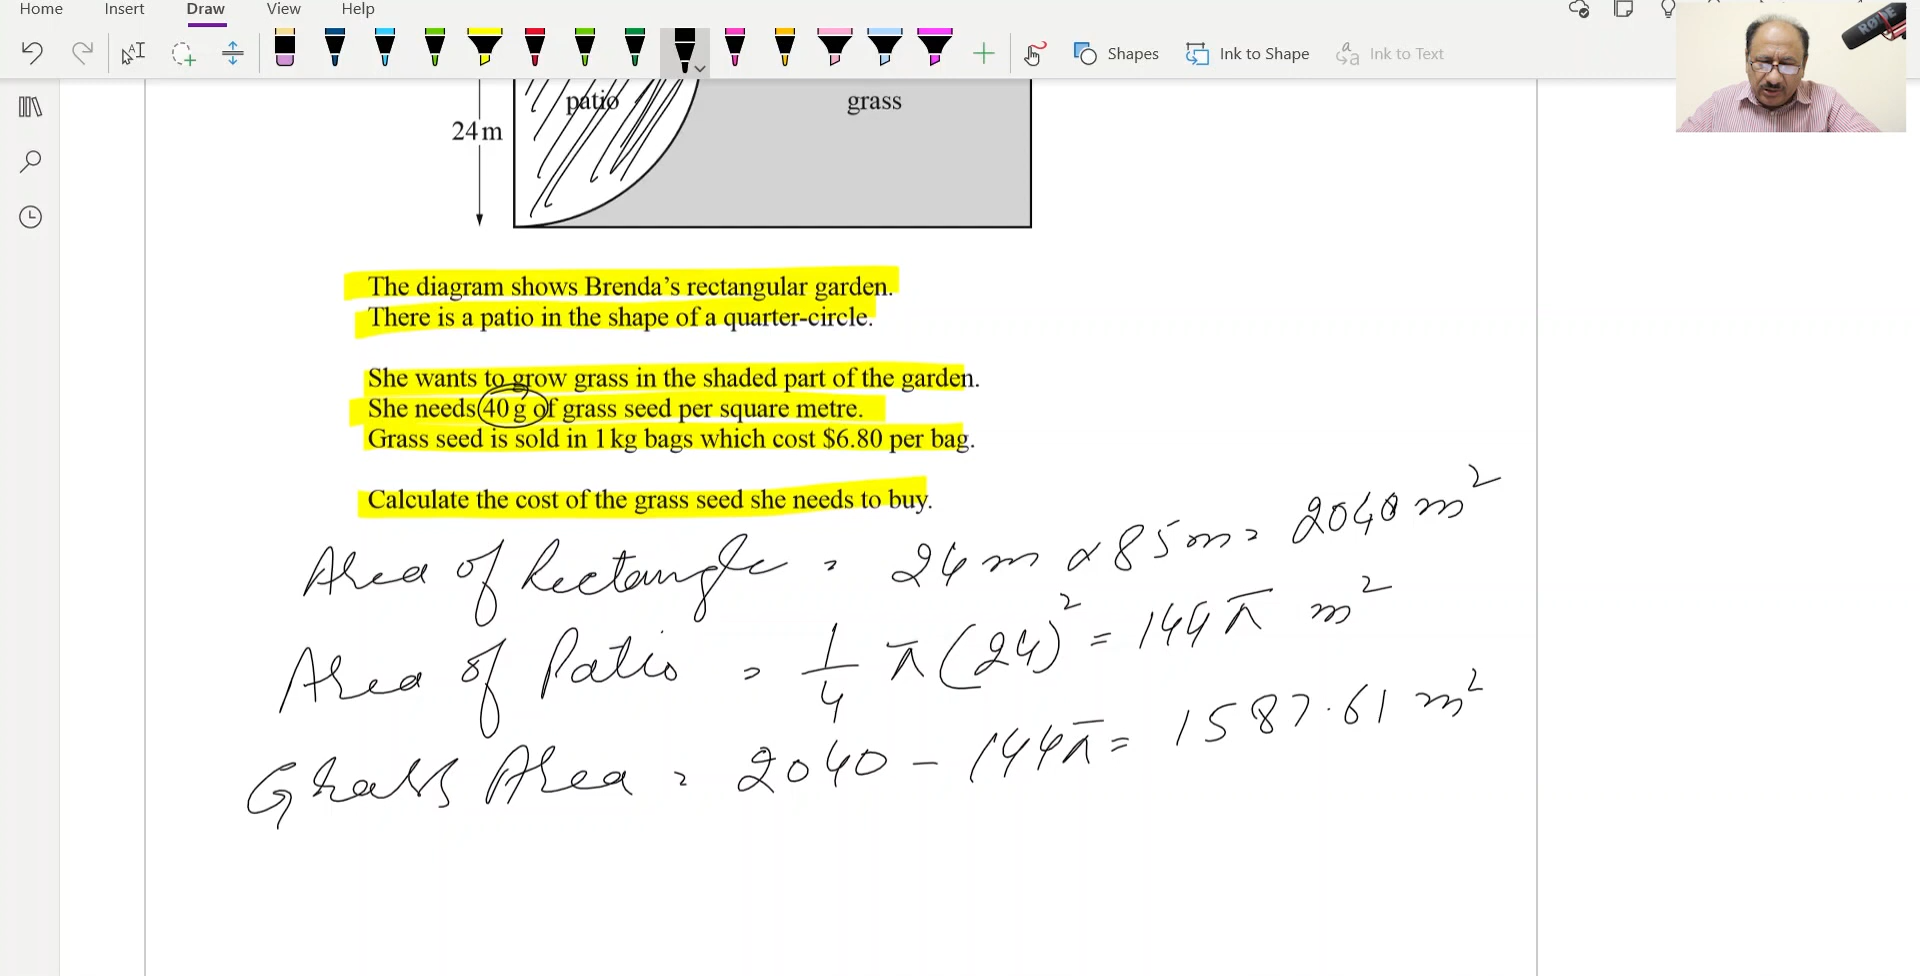 Home Insert Draw View Help
Shapes Ink to Shape Ink to Text
RØDE
patio grass
24 m
The diagram shows Brenda's rectangular garden.
There is a patio in the shape of a quarter-circle.
She wants to grow grass in the shaded part of the garden.
She needs 40 g of grass seed per square metre.
Grass seed is sold in 1 kg bags which cost $6.80 per bag.
Calculate the cost of the grass seed she needs to buy.
Area of Rectangle = 24 m × 85 m = 2040 m²
Area of Patio = 1/4 π (24)² = 144 π m²
Grass Area = 2040 - 144π = 1587.61 m²